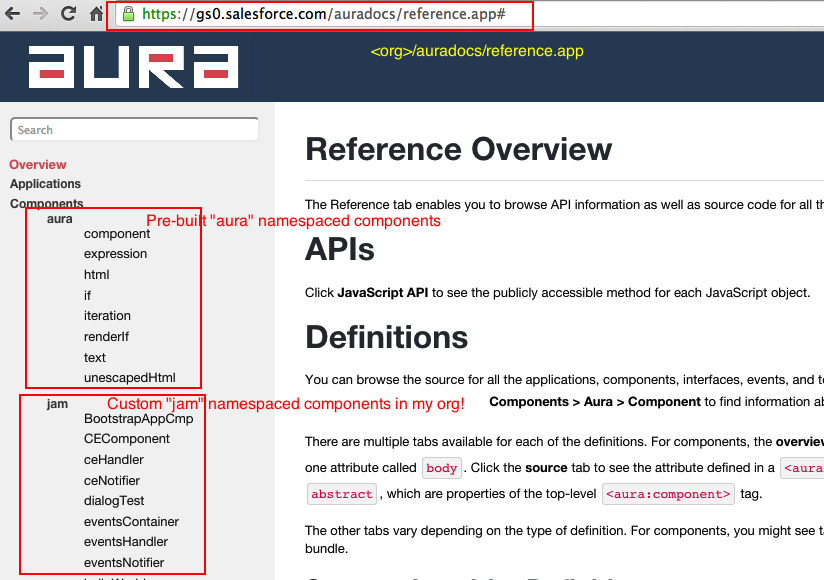 https://gs0.salesforce.com/auradocs/reference.app#
aura
<org>/auradocs/reference.app
Search
Overview
Applications
Components
aura
Pre-built "aura" namespaced components
component
expression
html
if
iteration
renderIf
text
unescapedHtml
jam
Custom "jam" namespaced components in my org!
BootstrapAppCmp
CEComponent
ceHandler
ceNotifier
dialogTest
eventsContainer
eventsHandler
eventsNotifier
Reference Overview
The Reference tab enables you to browse API information as well as source code for all
APIs
Click JavaScript API to see the publicly accessible method for each JavaScript object.
Definitions
You can browse the source for all the applications, components, interfaces, events, and
Components > Aura > Component to find information
There are multiple tabs available for each of the definitions. For components, the
one attribute called body . Click the source tab to see the attribute defined in a <aura
abstract , which are properties of the top-level <aura:component> tag.
The other tabs vary depending on the type of definition. For components, you might see
bundle.